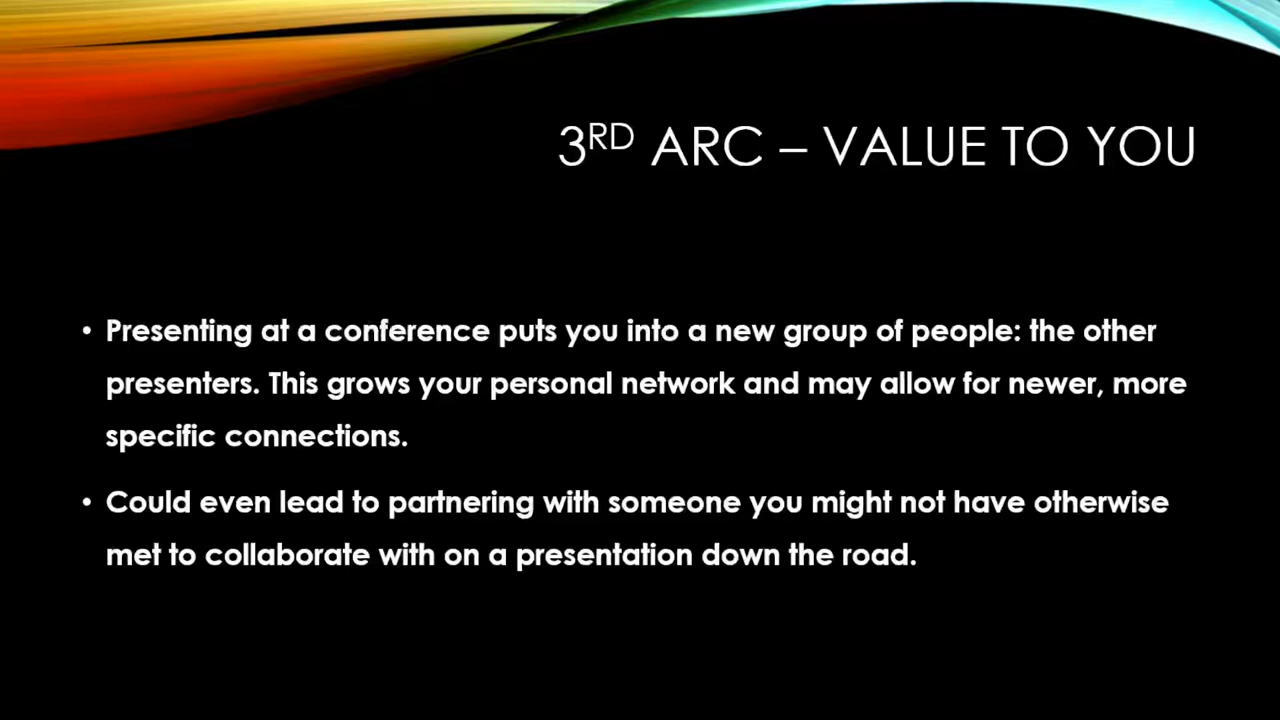 3RD ARC – VALUE TO YOU
• Presenting at a conference puts you into a new group of people: the other
presenters. This grows your personal network and may allow for newer, more
specific connections.
• Could even lead to partnering with someone you might not have otherwise
met to collaborate with on a presentation down the road.